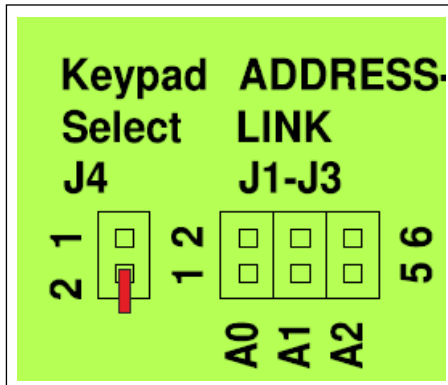 Keypad ADDRESS-
Select LINK
J4 J1-J3
1 2 6
2 1 5
A0 A1 A2